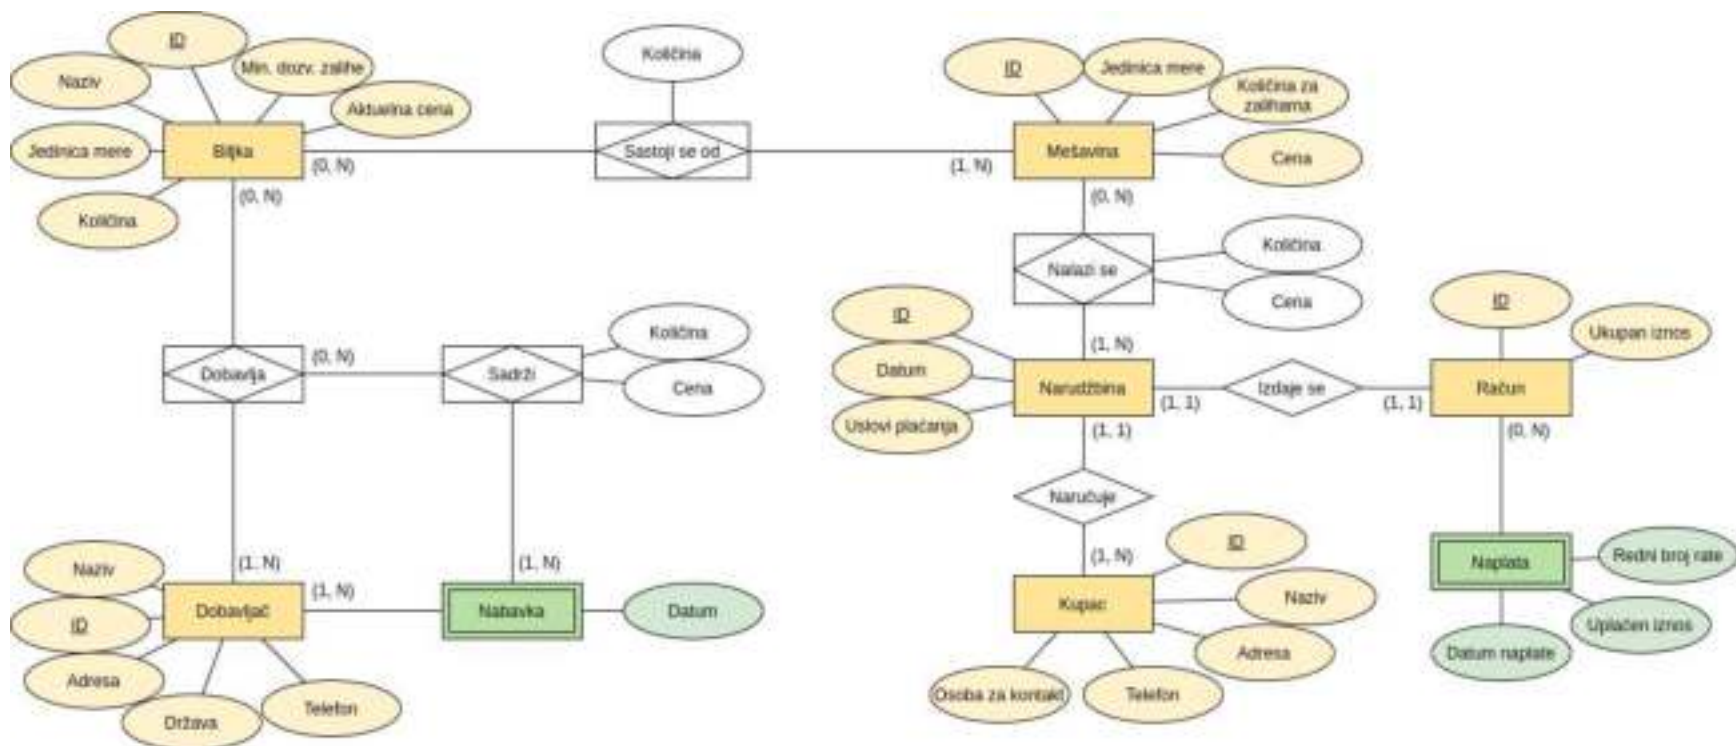 ID
Naziv
Min. dozv. zalihe
Aktuelna cena
Jedinica mere
Količina
Biljka
(0, N)
(0, N)
Količina
Sastoji se od
(1, N)
ID
Jedinica mere
Količina za
zalihama
Cena
Mešavina
(0, N)
Nalazi se
Količina
Cena
(1, N)
ID
Datum
Uslovi plaćanja
Narudžbina
(1, 1)
(1, 1)
Izdaje se
(1, 1)
ID
Ukupan iznos
Račun
(0, N)
Dobavlja
(0, N)
Sadrži
Količina
Cena
(1, N)
(1, N)
(1, N)
Naziv
ID
Adresa
Država
Telefon
Dobavljač
Nabavka
Datum
Naručuje
(1, N)
Kupac
ID
Naziv
Adresa
Telefon
Osoba za kontakt
Naplata
Redni broj rate
Uplaćen iznos
Datum naplate